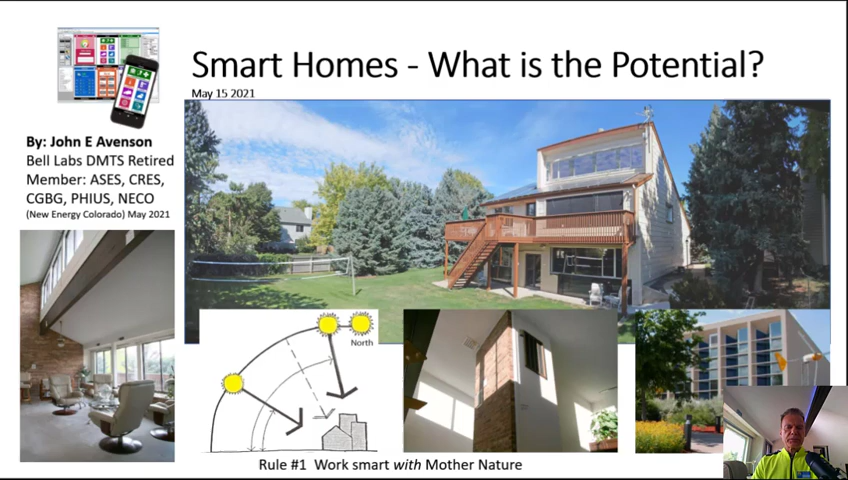 Smart Homes - What is the Potential?
May 15 2021
By: John E Avenson
Bell Labs DMTS Retired
Member: ASES, CRES,
CGBG, PHIUS, NECO
(New Energy Colorado) May 2021
North
Rule #1 Work smart with Mother Nature